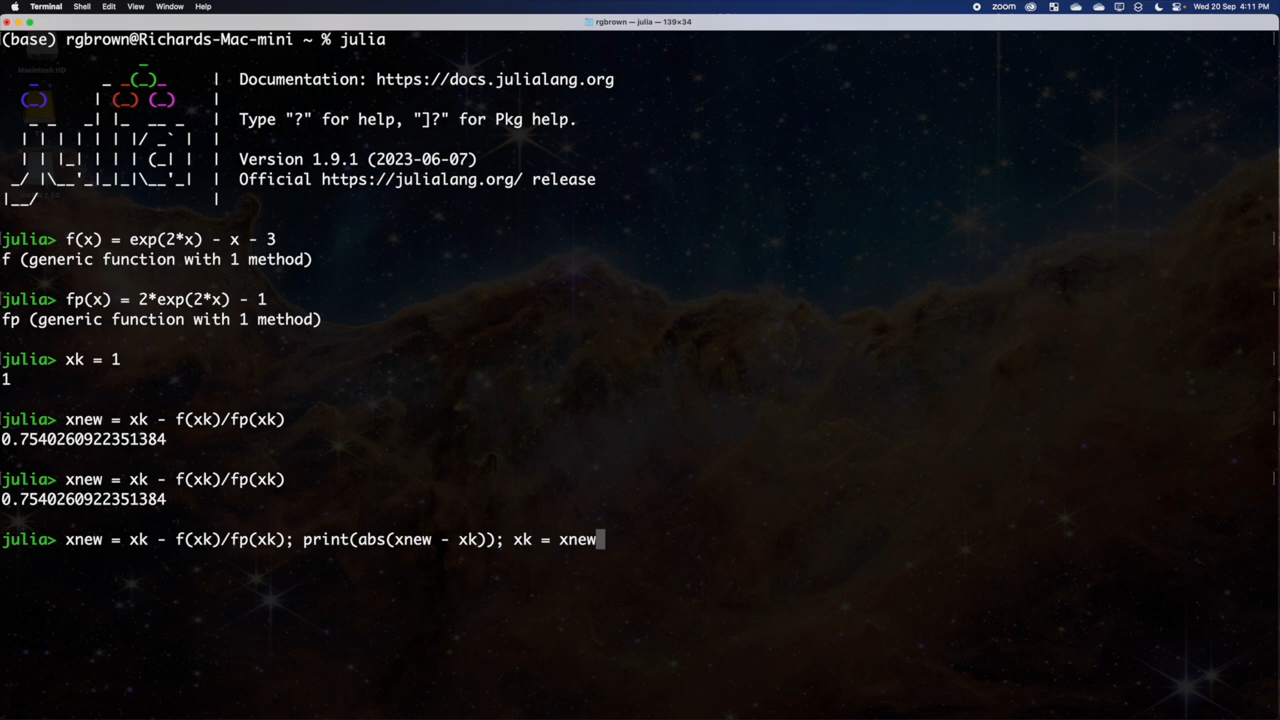 Terminal Shell Edit View Window Help zoom Wed 20 Sep 4:11 PM
rgbrown — julia — 139×34
(base) rgbrown@Richards-Mac-mini ~ % julia
Macintosh HD
               _
   _       _ _(_)_     |  Documentation: https://docs.julialang.org
  (_)     | (_) (_)    |
   _ _   _| |_  __ _   |  Type "?" for help, "]?" for Pkg help.
  | | | | | | |/ _` |  |
  | | |_| | | | (_| |  |  Version 1.9.1 (2023-06-07)
 _/ |\__'_|_|_|\__'_|  |  Official https://julialang.org/ release
|__/                   |
julia> f(x) = exp(2*x) - x - 3
f (generic function with 1 method)
julia> fp(x) = 2*exp(2*x) - 1
fp (generic function with 1 method)
julia> xk = 1
1
julia> xnew = xk - f(xk)/fp(xk)
0.7540260922351384
julia> xnew = xk - f(xk)/fp(xk)
0.7540260922351384
julia> xnew = xk - f(xk)/fp(xk); print(abs(xnew - xk)); xk = xnew